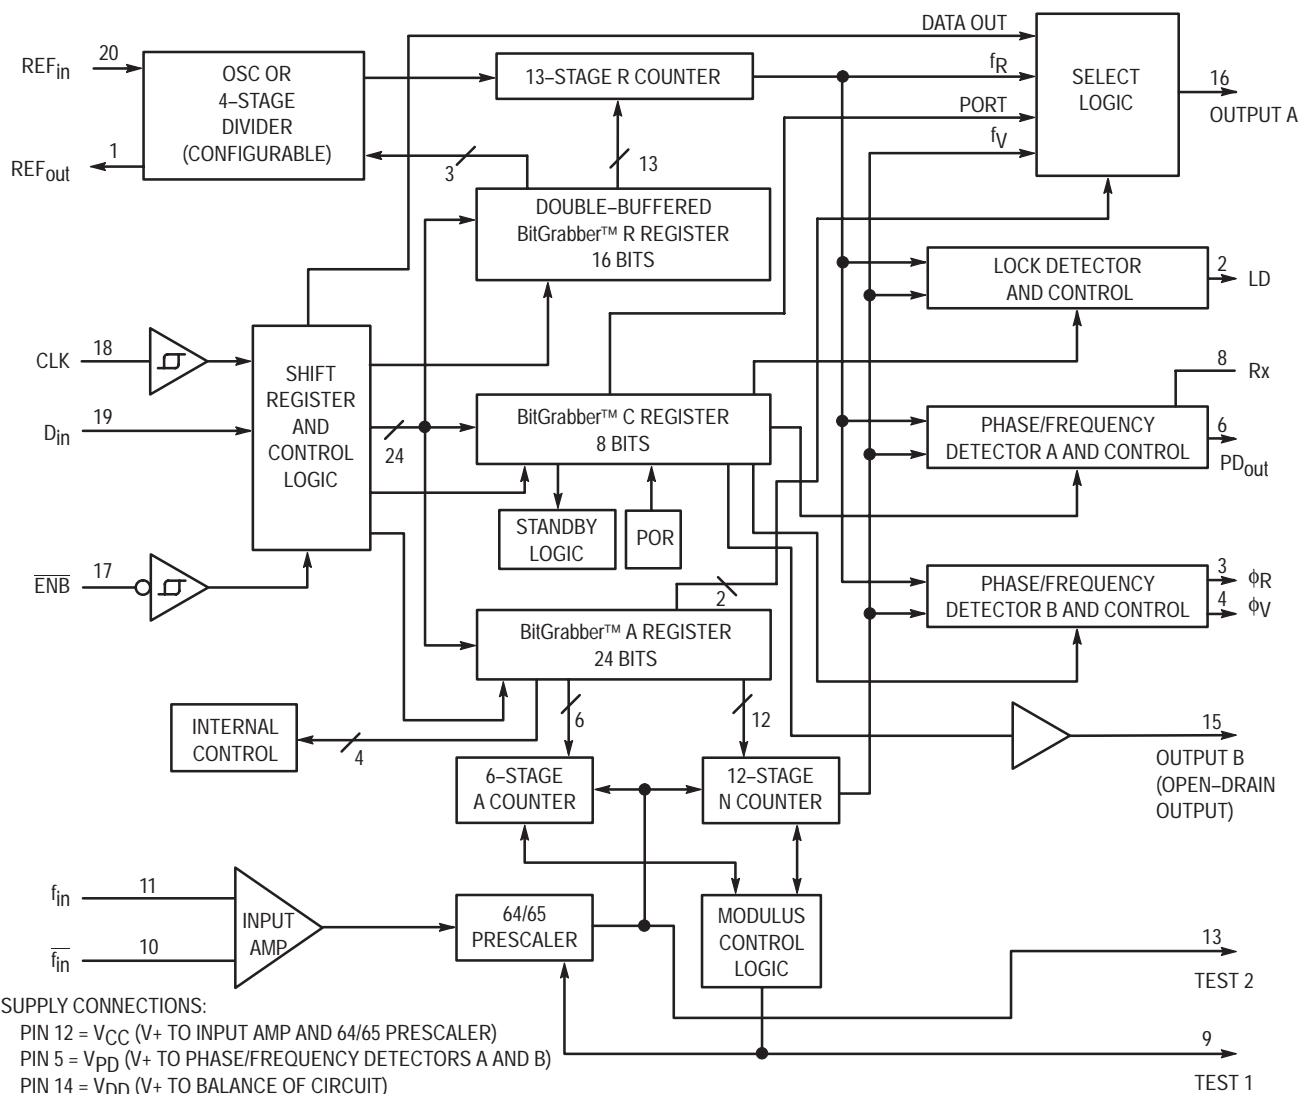 DATA OUT
20
REFin
OSC OR
4–STAGE
DIVIDER
(CONFIGURABLE)
1
REFout
13–STAGE R COUNTER
fR
PORT
fV
SELECT
LOGIC
16
OUTPUT A
3
13
DOUBLE–BUFFERED
BitGrabber™ R REGISTER
16 BITS
LOCK DETECTOR
AND CONTROL
2
LD
CLK
18
SHIFT
REGISTER
AND
CONTROL
LOGIC
8
Rx
19
Din
24
BitGrabber™ C REGISTER
8 BITS
PHASE/FREQUENCY
DETECTOR A AND CONTROL
6
PDout
STANDBY
LOGIC
POR
ENB
17
2
PHASE/FREQUENCY
DETECTOR B AND CONTROL
3
ϕR
4
ϕV
BitGrabber™ A REGISTER
24 BITS
INTERNAL
CONTROL
4
6
12
15
OUTPUT B
(OPEN–DRAIN
OUTPUT)
6–STAGE
A COUNTER
12–STAGE
N COUNTER
fin
11
INPUT
AMP
fin
10
64/65
PRESCALER
MODULUS
CONTROL
LOGIC
13
TEST 2
9
TEST 1
SUPPLY CONNECTIONS:
PIN 12 = VCC (V+ TO INPUT AMP AND 64/65 PRESCALER)
PIN 5 = VPD (V+ TO PHASE/FREQUENCY DETECTORS A AND B)
PIN 14 = VDD (V+ TO BALANCE OF CIRCUIT)